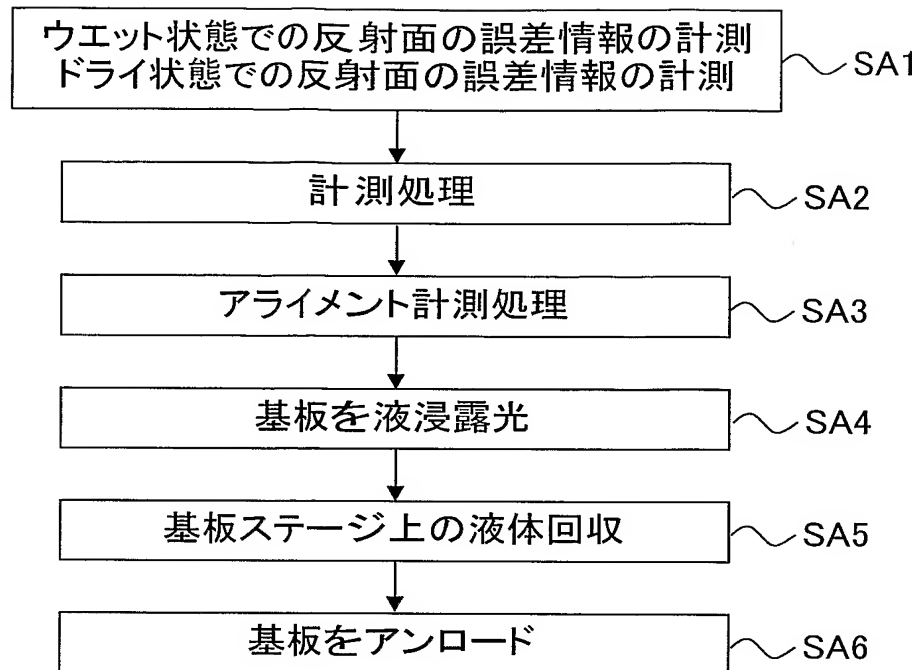 ウエット状態での反射面の誤差情報の計測
ドライ状態での反射面の誤差情報の計測
SA1
計測処理
SA2
アライメント計測処理
SA3
基板を液浸露光
SA4
基板ステージ上の液体回収
SA5
基板をアンロード
SA6